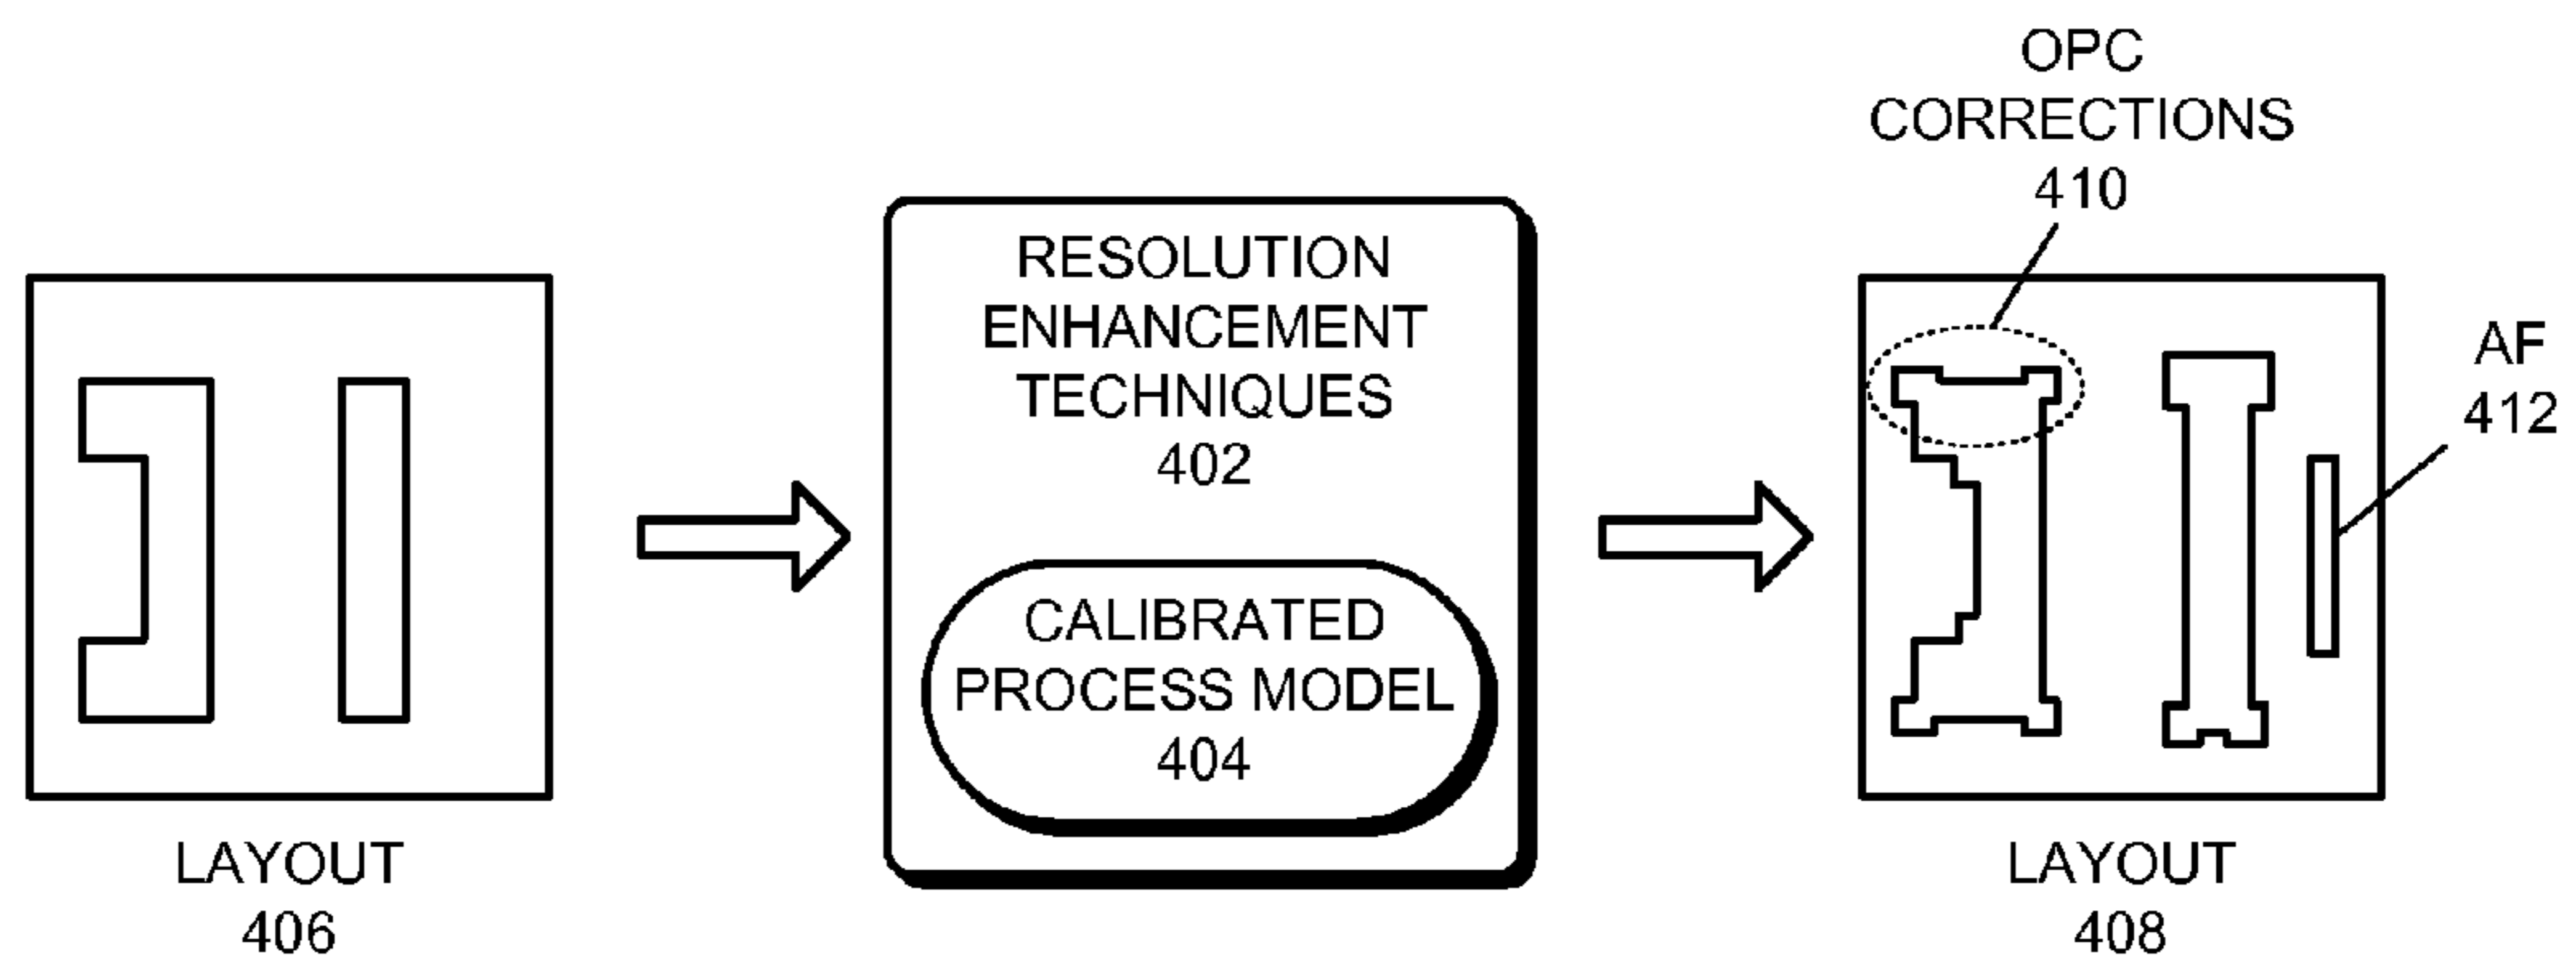 OPC
CORRECTIONS
410
RESOLUTION
ENHANCEMENT
TECHNIQUES
402
AF
412
CALIBRATED
PROCESS MODEL
404
LAYOUT
406
LAYOUT
408